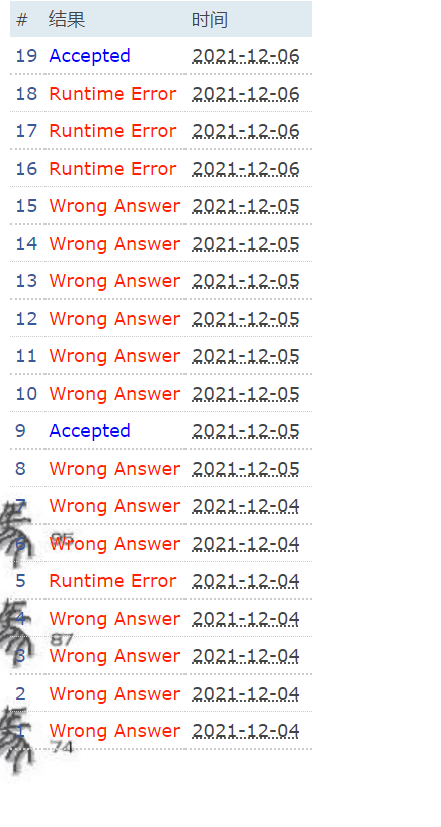 # 结果 时间
19 Accepted 2021-12-06
18 Runtime Error 2021-12-06
17 Runtime Error 2021-12-06
16 Runtime Error 2021-12-06
15 Wrong Answer 2021-12-05
14 Wrong Answer 2021-12-05
13 Wrong Answer 2021-12-05
12 Wrong Answer 2021-12-05
11 Wrong Answer 2021-12-05
10 Wrong Answer 2021-12-05
9 Accepted 2021-12-05
8 Wrong Answer 2021-12-05
7 Wrong Answer 2021-12-04
6 Wrong Answer 2021-12-04
95
5 Runtime Error 2021-12-04
4 Wrong Answer 2021-12-04
87
3 Wrong Answer 2021-12-04
2 Wrong Answer 2021-12-04
1 Wrong Answer 2021-12-04
74